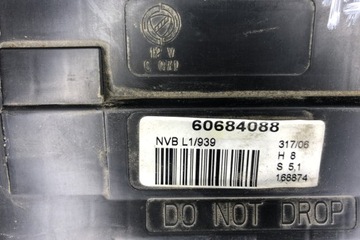 12 V
60684088
NVB L1/939
317/06
H 8
S 5,1
168874
DO NOT DROP